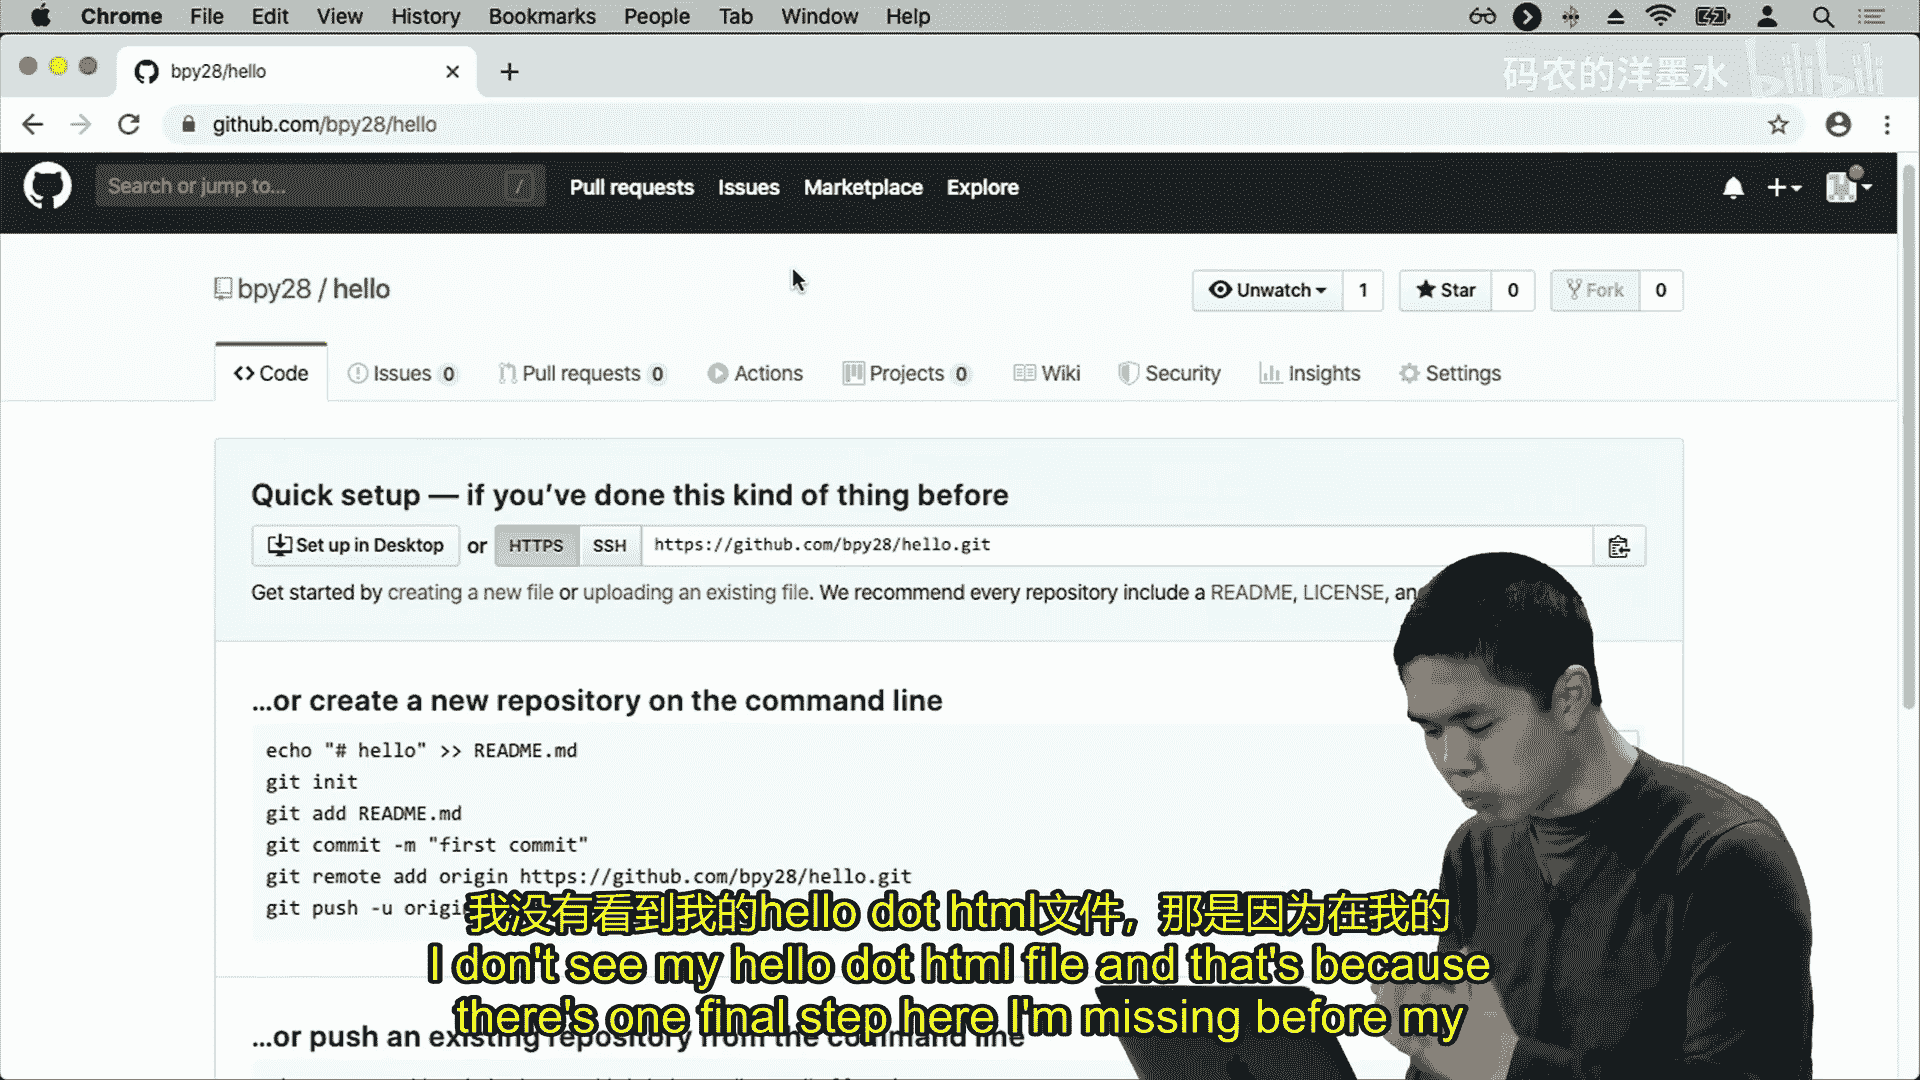 Chrome File Edit View History Bookmarks People Tab Window Help
bpy28/hello
码农的洋墨水 bilibili
github.com/bpy28/hello
Search or jump to... /
Pull requests Issues Marketplace Explore
bpy28 / hello
Unwatch 1 Star 0 Fork 0
Code Issues 0 Pull requests 0 Actions Projects 0 Wiki Security Insights Settings
Quick setup — if you’ve done this kind of thing before
Set up in Desktop or HTTPS SSH https://github.com/bpy28/hello.git
Get started by creating a new file or uploading an existing file. We recommend every repository include a README, LICENSE,
...or create a new repository on the command line
echo "# hello" >> README.md
git init
git add README.md
git commit -m "first commit"
git remote add origin https://github.com/bpy28/hello.git
git push -u
我没有看到我的hello dot html文件，那是因为在我的
I don't see my hello dot html file and that's because
there's one final step here I'm missing before my
...or push an existing repository from the command line